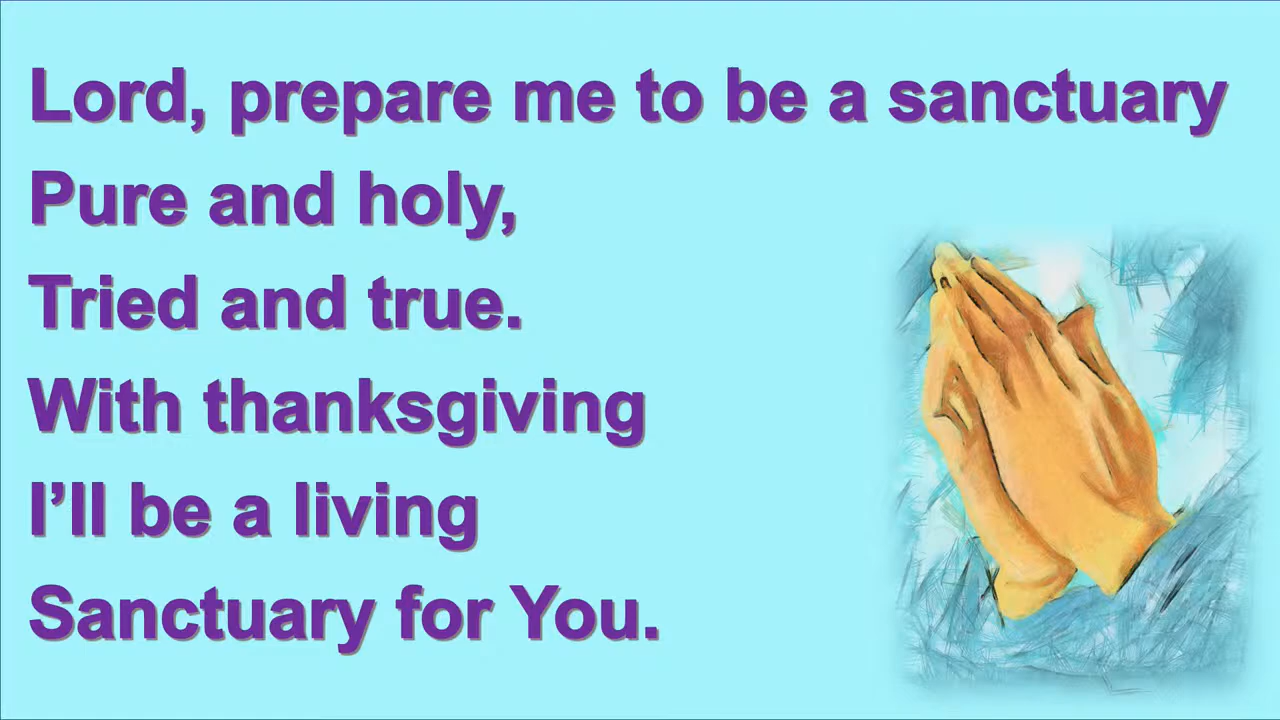 Lord, prepare me to be a sanctuary
Pure and holy,
Tried and true.
With thanksgiving
I’ll be a living
Sanctuary for You.